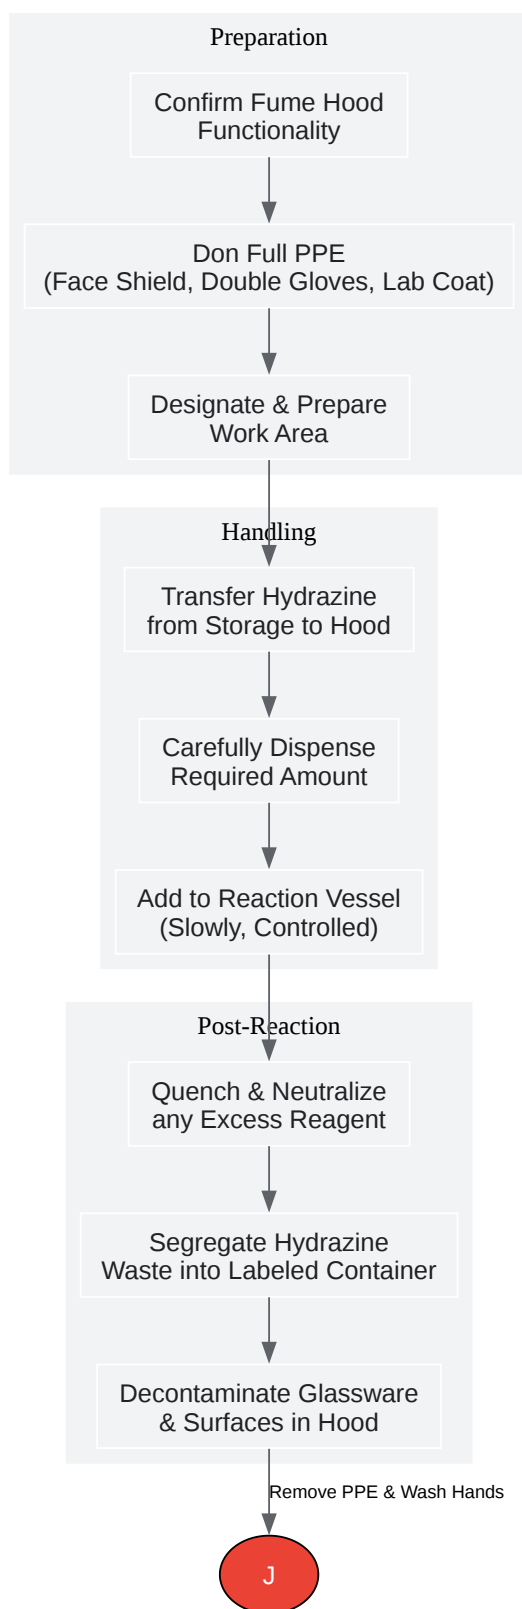 Preparation
Confirm Fume Hood
Functionality
Don Full PPE
(Face Shield, Double Gloves, Lab Coat)
Designate & Prepare
Work Area
Handling
Transfer Hydrazine
from Storage to Hood
Carefully Dispense
Required Amount
Add to Reaction Vessel
(Slowly, Controlled)
Post-Reaction
Quench & Neutralize
any Excess Reagent
Segregate Hydrazine
Waste into Labeled Container
Decontaminate Glassware
& Surfaces in Hood
Remove PPE & Wash Hands
J